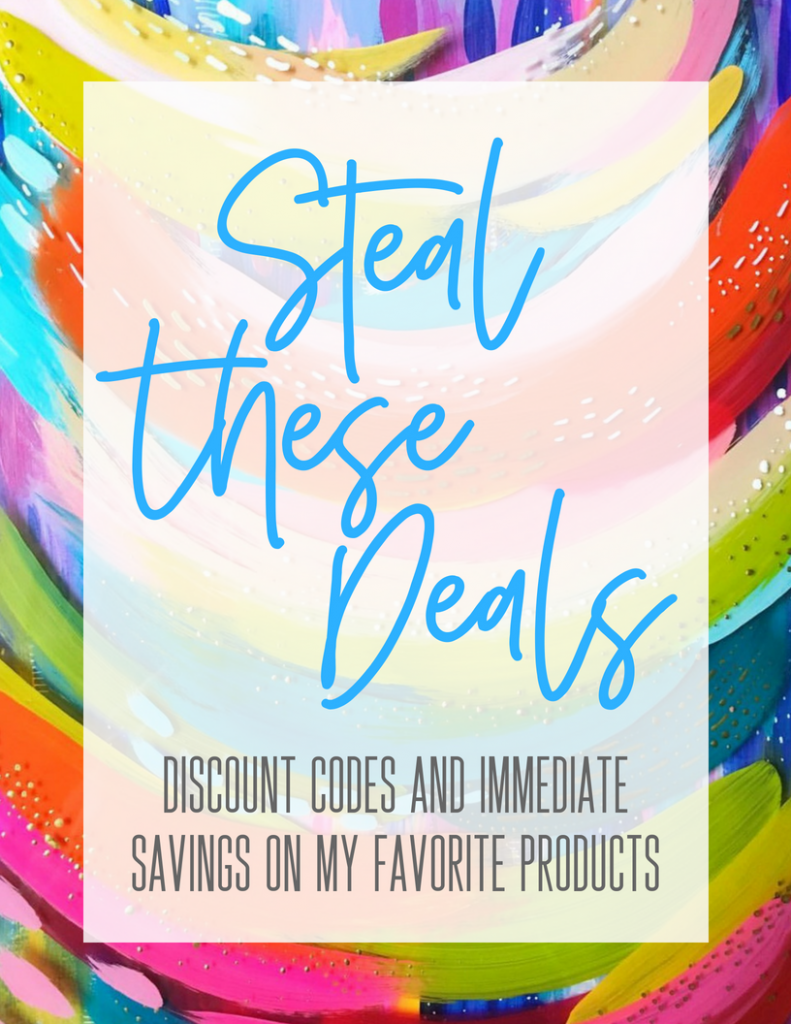 Steal
these
Deals
DISCOUNT CODES AND IMMEDIATE
SAVINGS ON MY FAVORITE PRODUCTS